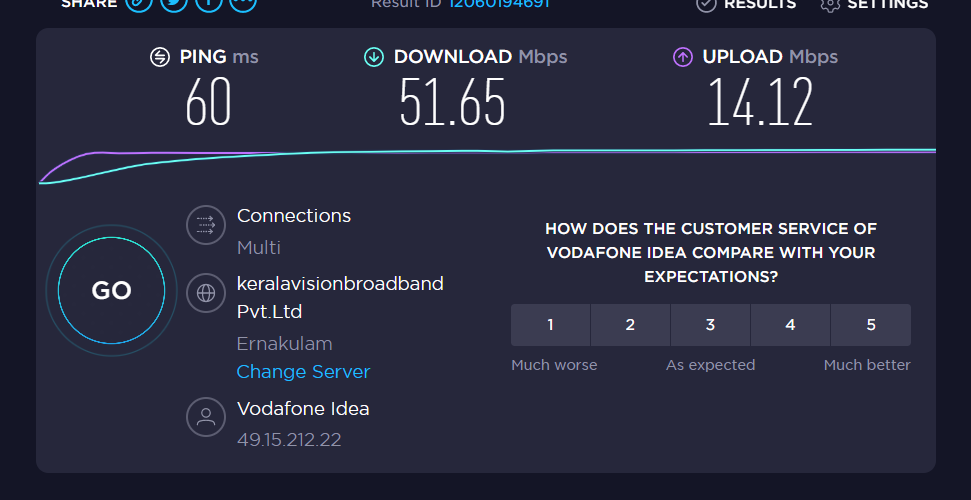 SHARE Result ID 12060194691 RESULTS SETTINGS
PING ms DOWNLOAD Mbps UPLOAD Mbps
60 51.65 14.12
GO
Connections
Multi
keralavisionbroadband
Pvt.Ltd
Ernakulam
Change Server
Vodafone Idea
49.15.212.22
HOW DOES THE CUSTOMER SERVICE OF
VODAFONE IDEA COMPARE WITH YOUR
EXPECTATIONS?
1 2 3 4 5
Much worse As expected Much better